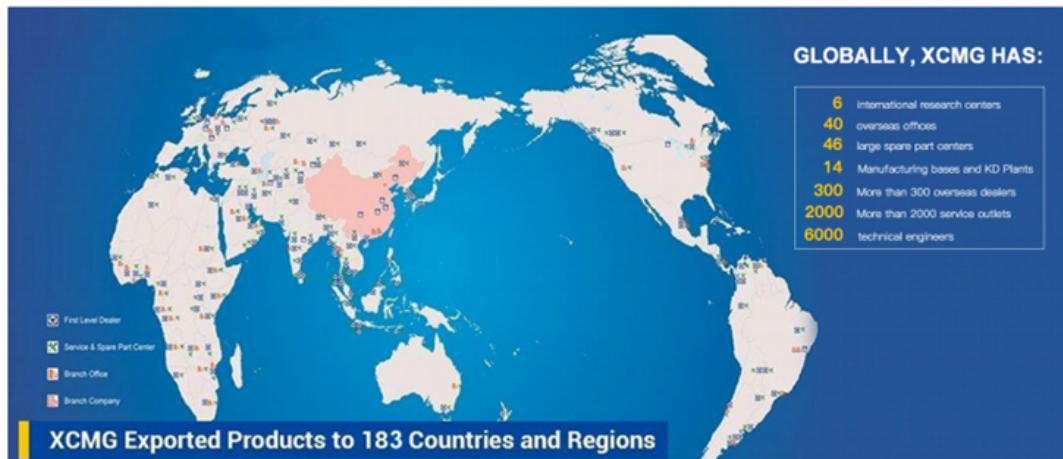 GLOBALLY, XCMG HAS:
6 International research centers
40 overseas offices
46 large spare part centers
14 Manufacturing bases and KD Plants
300 More than 300 overseas dealers
2000 More than 2000 service outlets
6000 technical engineers
First Level Dealer
Service & Spare Part Center
Branch Office
Branch Company
XCMG Exported Products to 183 Countries and Regions